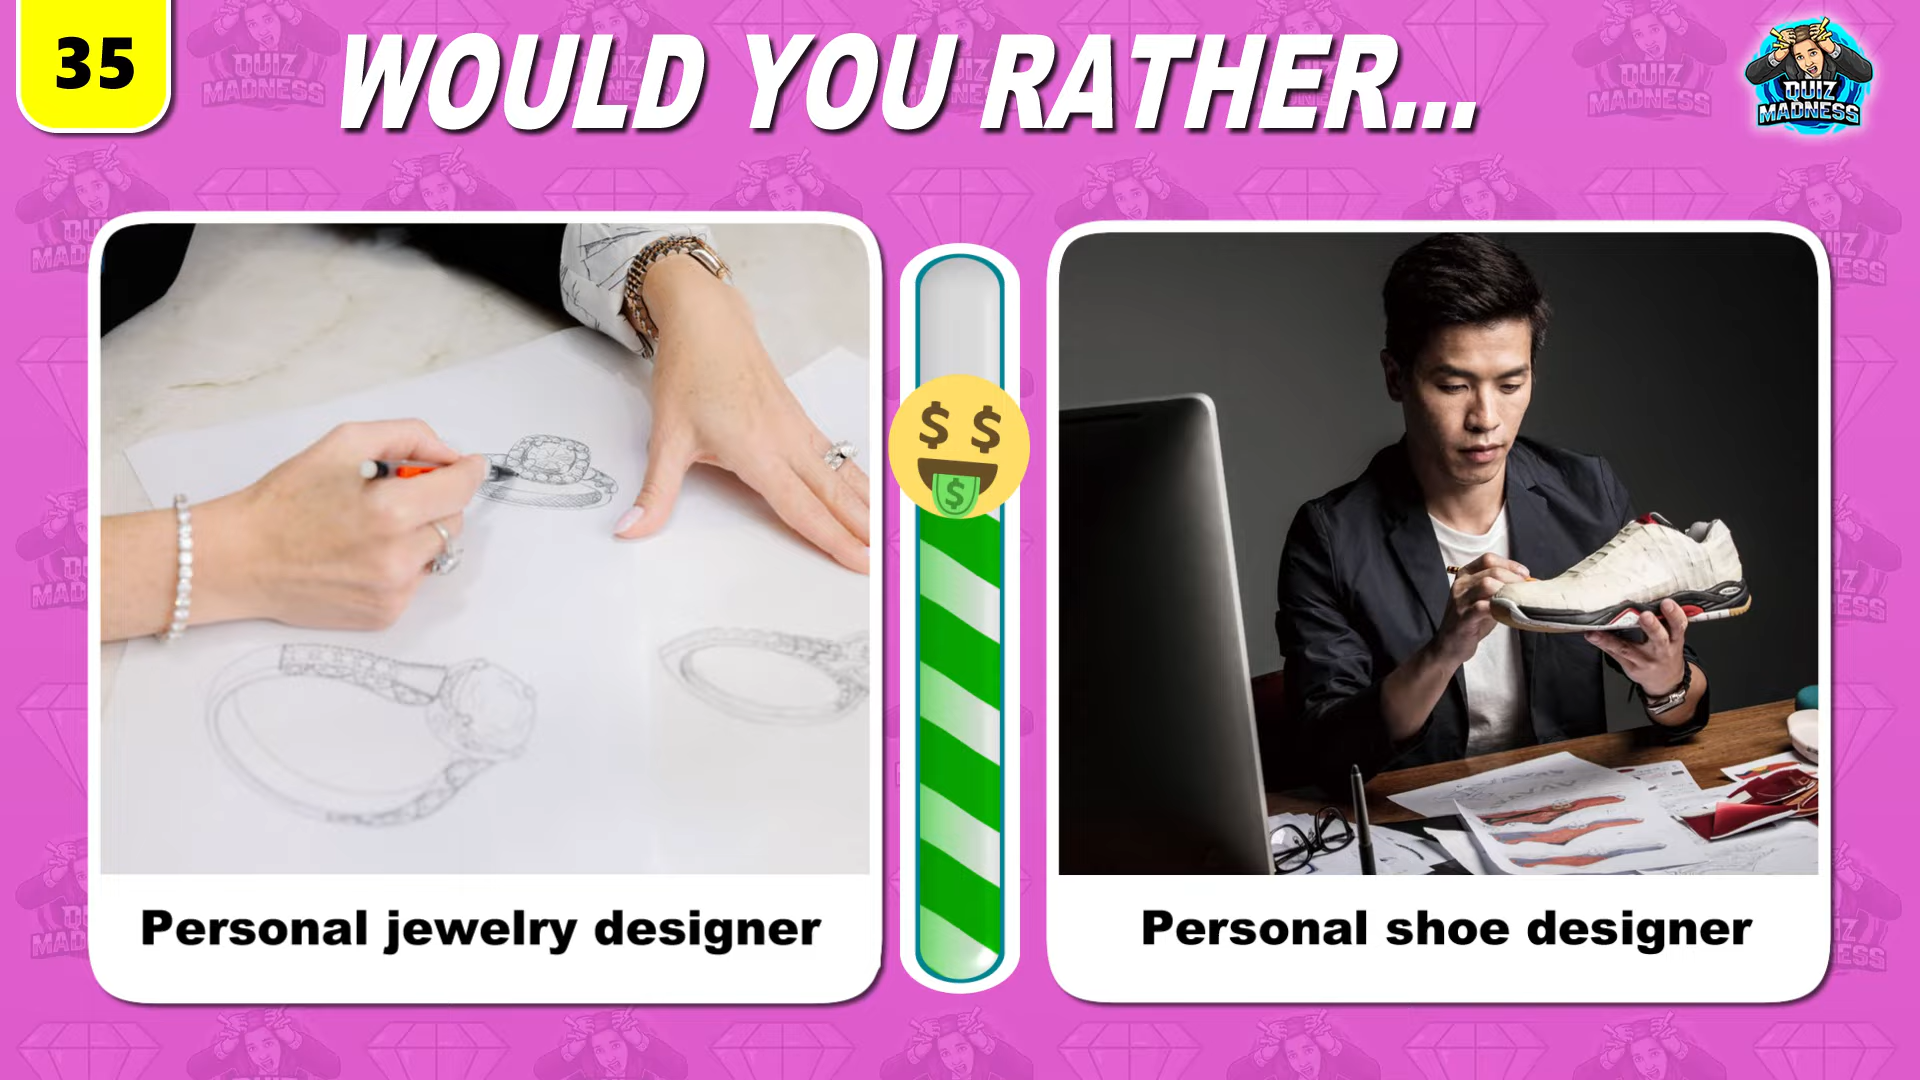 35
WOULD YOU RATHER...
QUIZ
MADNESS
$ $
$
Personal jewelry designer
Personal shoe designer